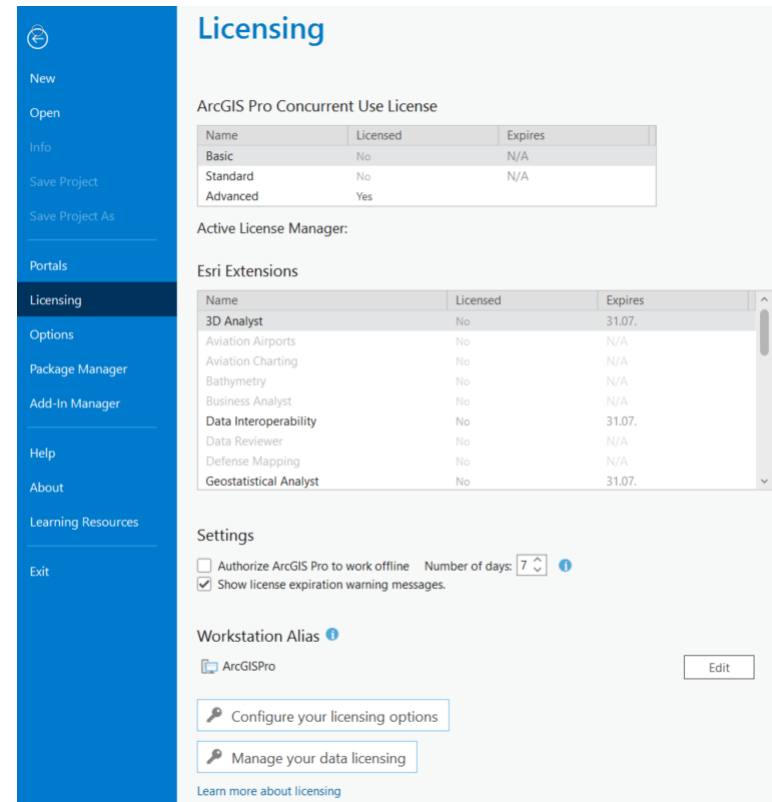 Licensing
New
Open
Info
Save Project
Save Project As
Portals
Licensing
Options
Package Manager
Add-In Manager
Help
About
Learning Resources
Exit
ArcGIS Pro Concurrent Use License
Name Licensed Expires
Basic No N/A
Standard No N/A
Advanced Yes
Active License Manager:
Esri Extensions
Name Licensed Expires
3D Analyst No 31.07.
Aviation Airports No N/A
Aviation Charting No N/A
Bathymetry No N/A
Business Analyst No N/A
Data Interoperability No 31.07.
Data Reviewer No N/A
Defense Mapping No N/A
Geostatistical Analyst No 31.07.
Settings
Authorize ArcGIS Pro to work offline Number of days: 7
Show license expiration warning messages.
Workstation Alias
ArcGISPro Edit
Configure your licensing options
Manage your data licensing
Learn more about licensing